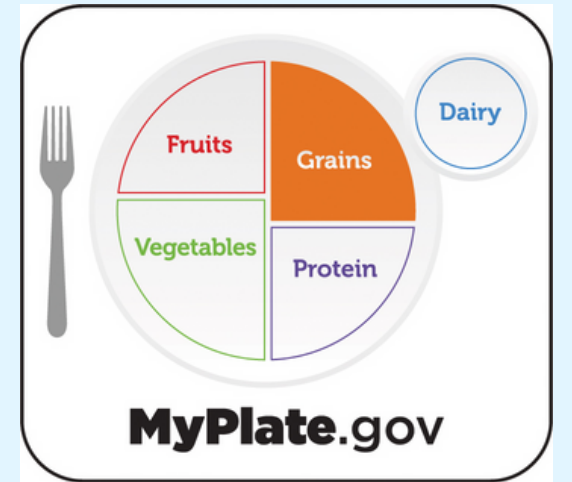 Dairy
Fruits
Grains
Vegetables
Protein
MyPlate.gov